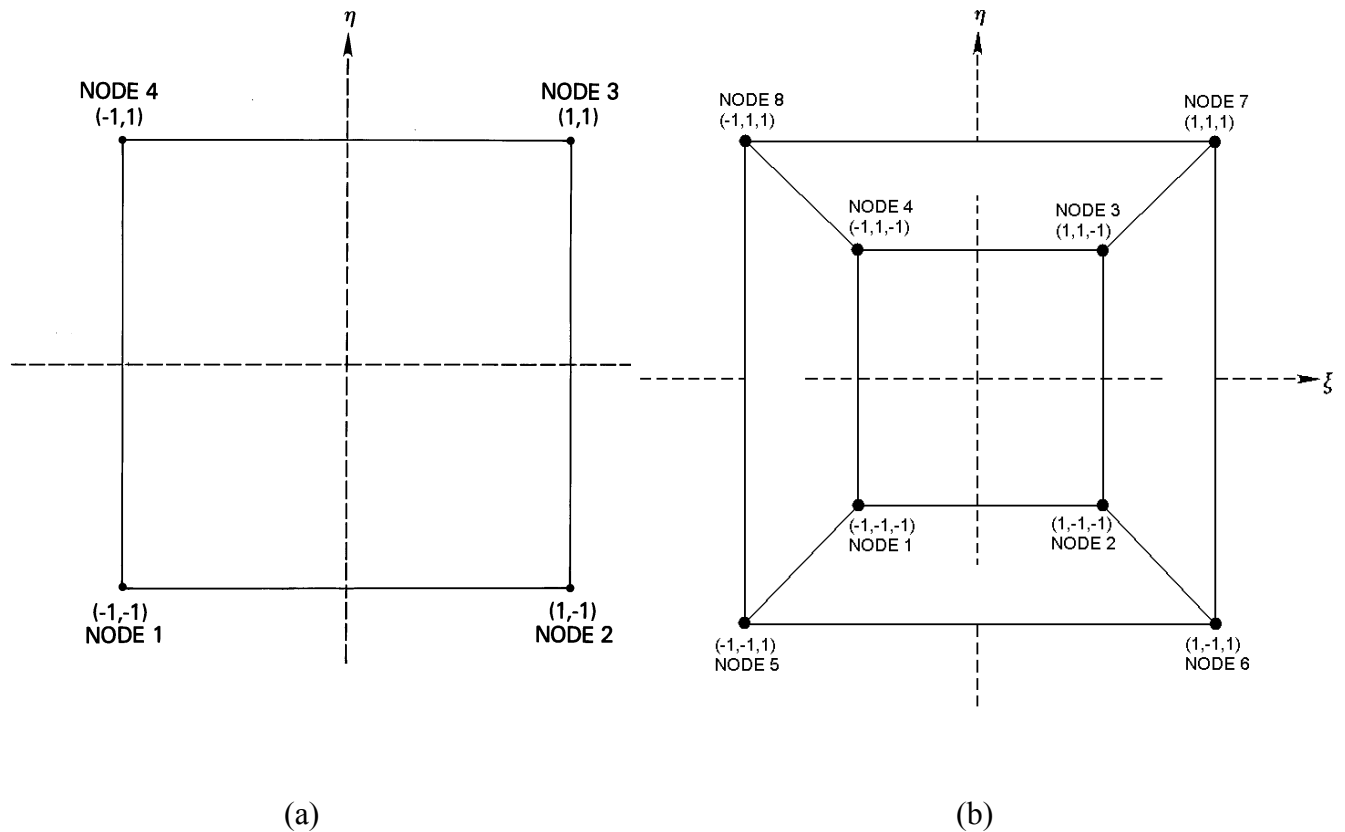 η
NODE 4
(-1,1)
NODE 3
(1,1)
(-1,-1)
NODE 1
(1,-1)
NODE 2
(a)
η
NODE 8
(-1,1,1)
NODE 7
(1,1,1)
NODE 4
(-1,1,-1)
NODE 3
(1,1,-1)
ξ
(-1,-1,-1)
NODE 1
(1,-1,-1)
NODE 2
(-1,-1,1)
NODE 5
(1,-1,1)
NODE 6
(b)